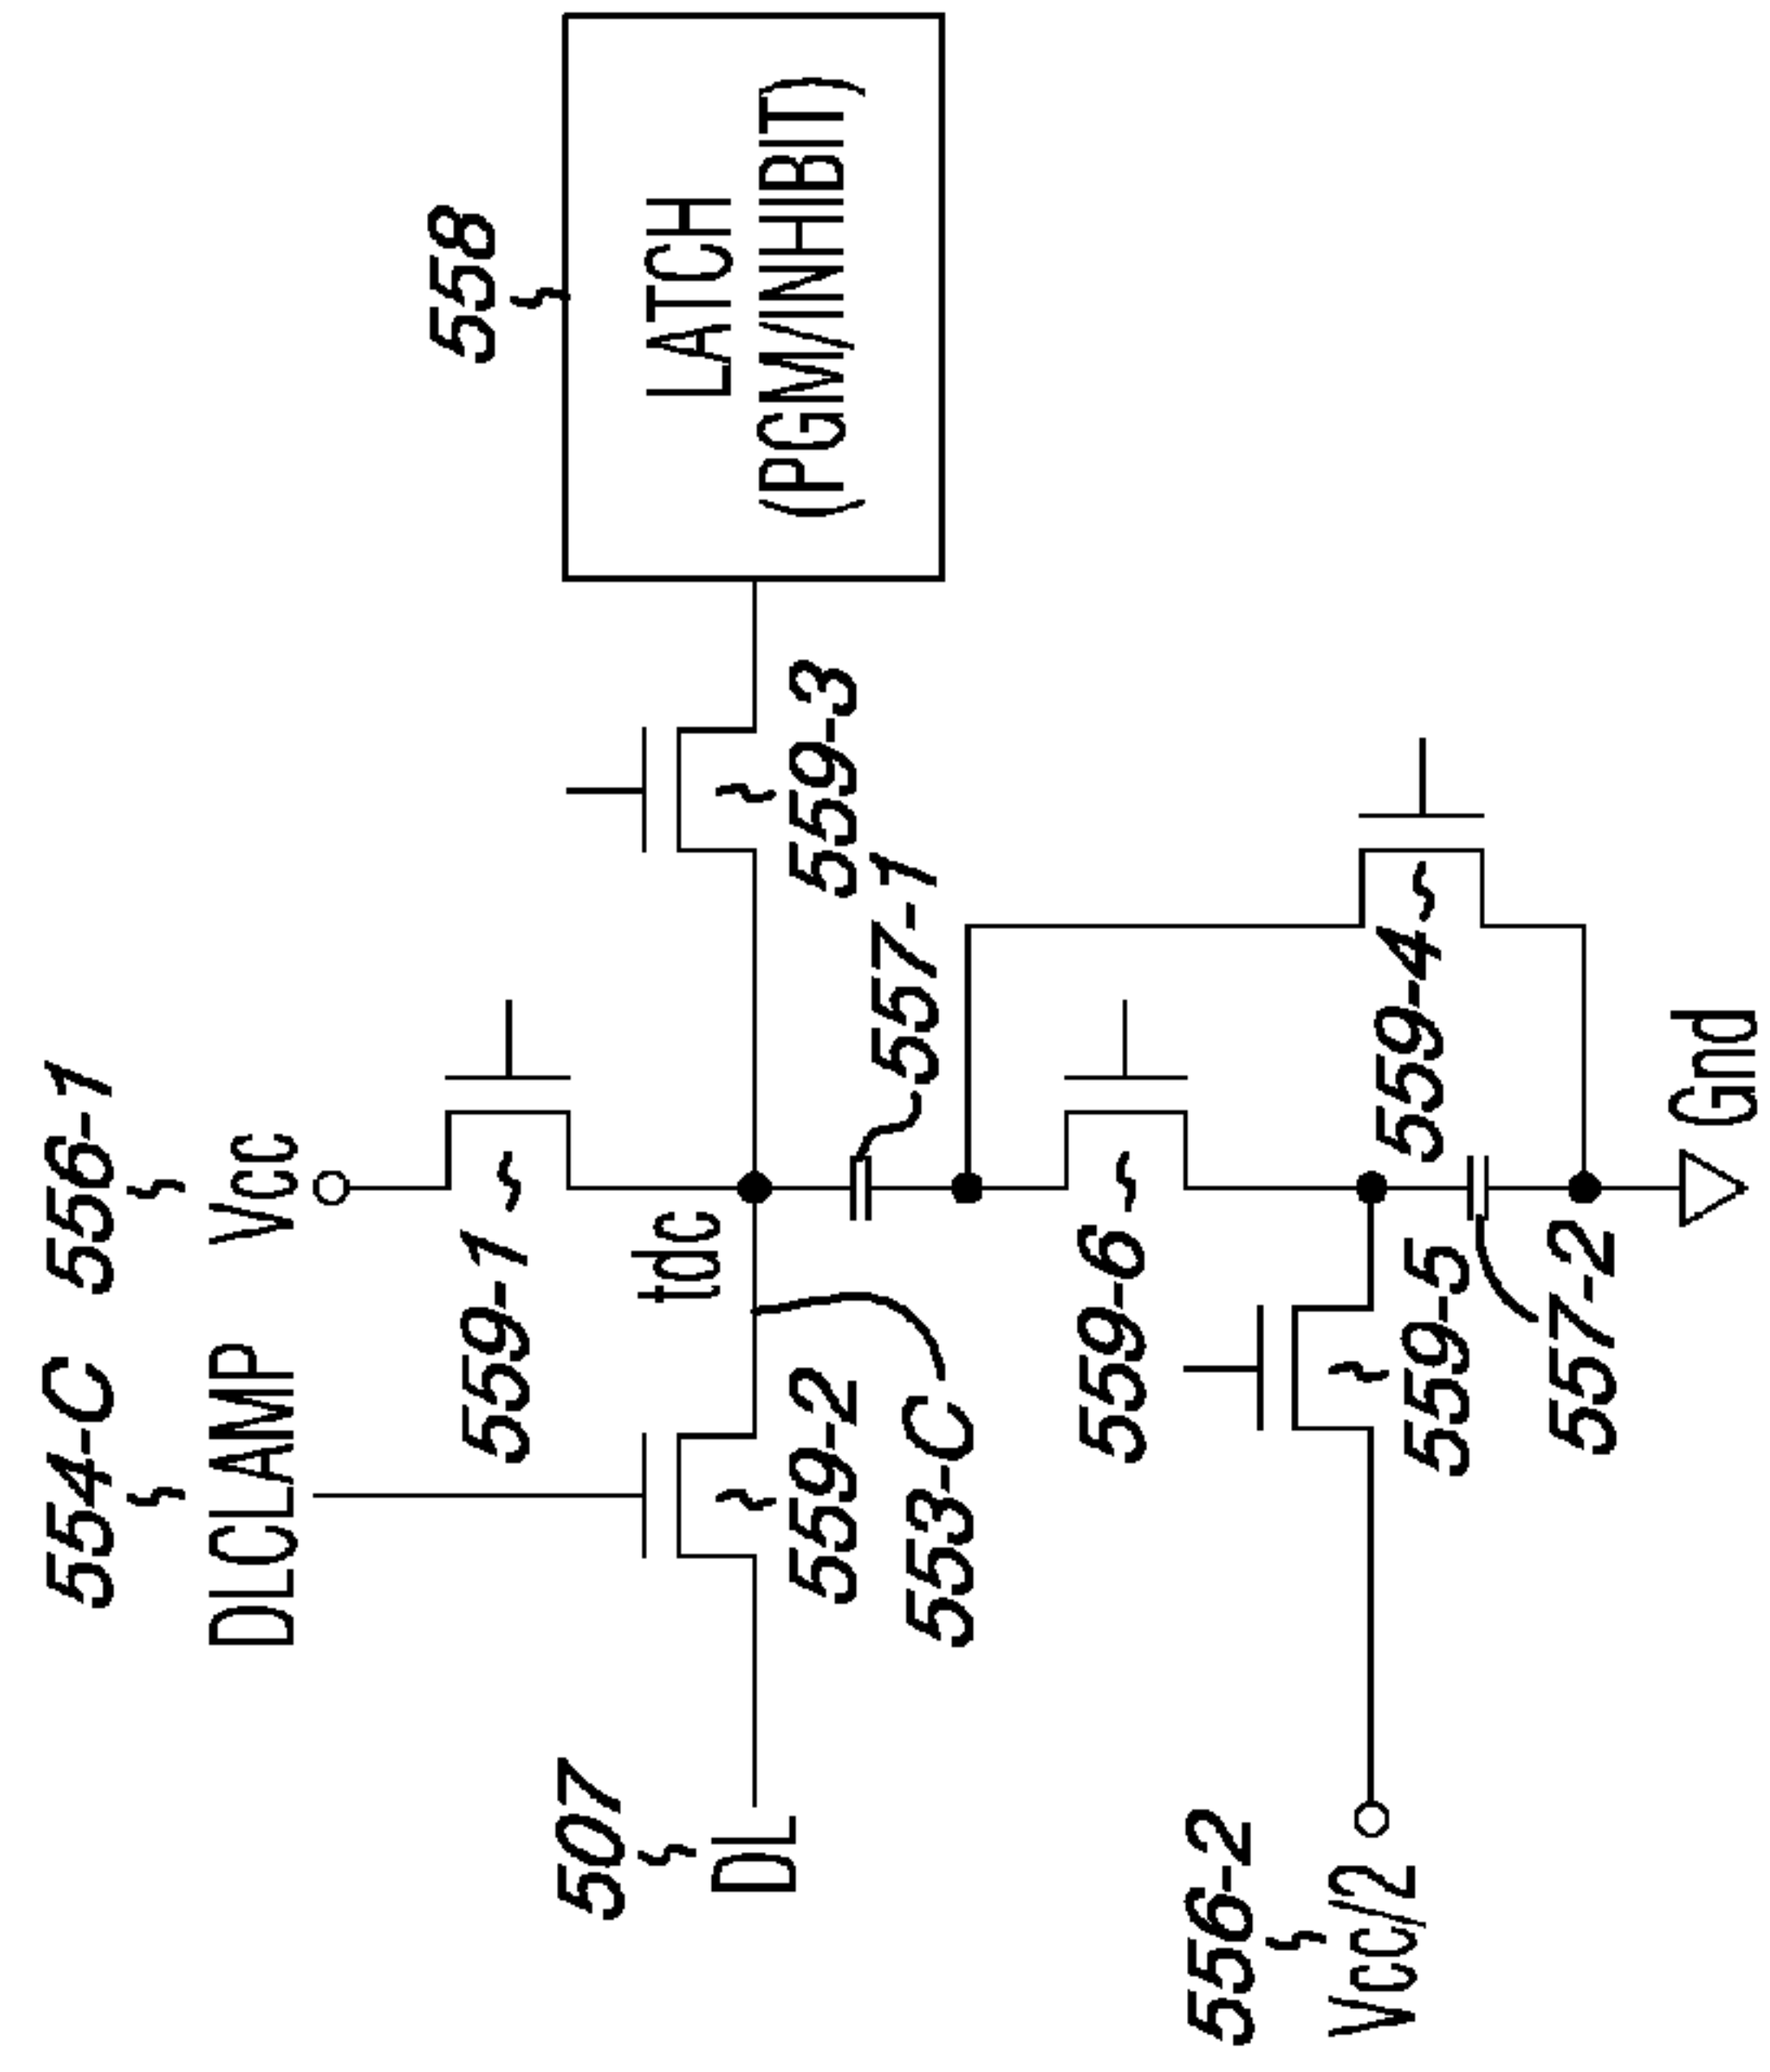 554-C
556-1
DLCLAMP
Vcc
558
559-1
507
tdc
LATCH
(PGM/INHIBIT)
DL
559-2
559-3
557-1
553-C
559-6
556-2
Vcc/2
559-4
559-5
557-2
Gnd